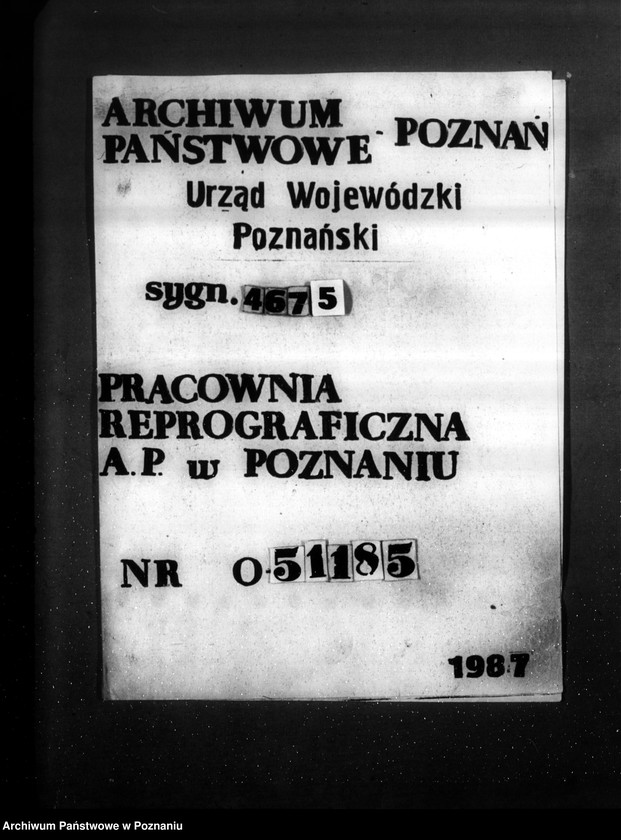 ARCHIWUM
PAŃSTWOWE - POZNAŃ
Urząd Wojewódzki
Poznański
sygn. 4675
PRACOWNIA
REPROGRAFICZNA
A.P. w POZNANIU
NR O-51185
1987
Archiwum Państwowe w Poznaniu